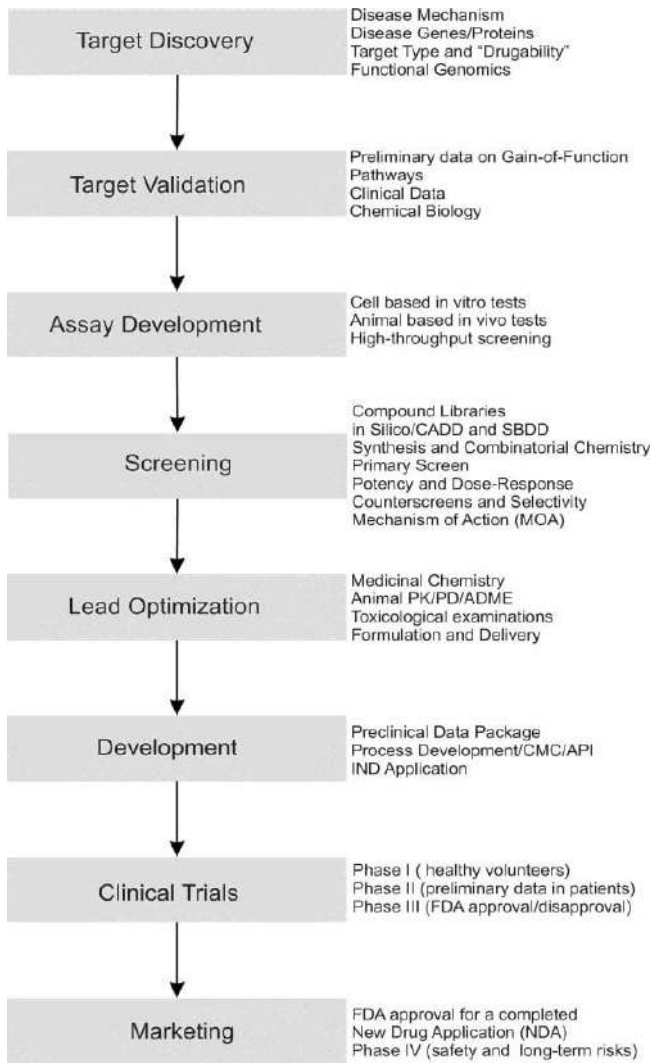 Target Discovery
Disease Mechanism
Disease Genes/Proteins
Target Type and “Drugability”
Functional Genomics
Target Validation
Preliminary data on Gain-of-Function
Pathways
Clinical Data
Chemical Biology
Assay Development
Cell based in vitro tests
Animal based in vivo tests
High-throughput screening
Screening
Compound Libraries
in Silico/CADD and SBDD
Synthesis and Combinatorial Chemistry
Primary Screen
Potency and Dose-Response
Counterscreens and Selectivity
Mechanism of Action (MOA)
Lead Optimization
Medicinal Chemistry
Animal PK/PD/ADME
Toxicological examinations
Formulation and Delivery
Development
Preclinical Data Package
Process Development/CMC/API
IND Application
Clinical Trials
Phase I ( healthy volunteers)
Phase II (preliminary data in patients)
Phase III (FDA approval/disapproval)
Marketing
FDA approval for a completed
New Drug Application (NDA)
Phase IV (safety and long-term risks)